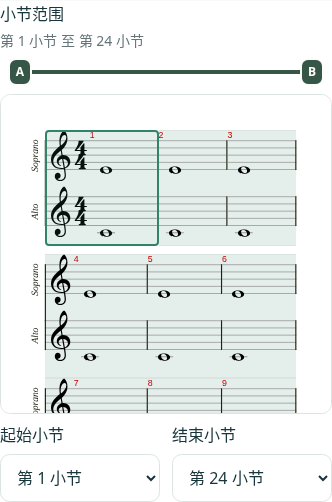 小节范围
第 1 小节 至 第 24 小节
A B
1 2 3
Soprano
Alto
4 5 6
Soprano
Alto
7 8 9
prano
起始小节 结束小节
第 1 小节 第 24 小节